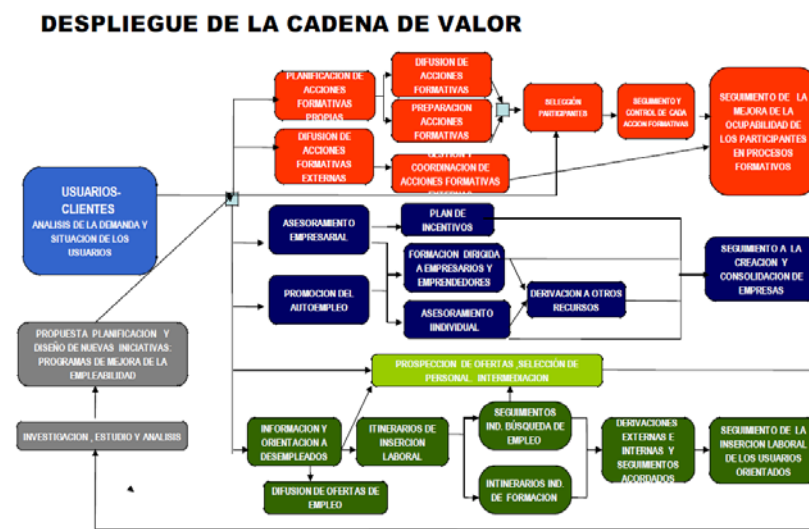 DESPLIEGUE DE LA CADENA DE VALOR
PLANIFICACION DE
ACCIONES
FORMATIVAS
PROPIAS
DIFUSION DE
ACCIONES
FORMATIVAS
PREPARACION
ACCIONES
FORMATIVAS
SELECCIÓN
PARTICIPANTES
SEGUIMIENTO Y
CONTROL DE CADA
ACCION FORMATIVAS
SEGUIMIENTO DE LA
MEJORA DE LA
OCUPABILIDAD DE
LOS PARTICIPANTES
EN PROCESOS
FORMATIVOS
DIFUSION DE
ACCIONES
FORMATIVAS
EXTERNAS
GESTION Y
COORDINACION DE
ACCIONES FORMATIVAS
USUARIOS-
CLIENTES
ANALISIS DE LA DEMANDA Y
SITUACION DE LOS
USUARIOS
ASESORAMIENTO
EMPRESARIAL
PLAN DE
INCENTIVOS
FORMACION DIRIGIDA
A EMPRESARIOS Y
EMPRENDEDORES
SEGUIMIENTO A LA
CREACION Y
CONSOLIDACION DE
EMPRESAS
PROMOCION DEL
AUTOEMPLEO
ASESORAMIENTO
IINDIVIDUAL
DERIVACION A OTROS
RECURSOS
PROPUESTA PLANIFICACION Y
DISEÑO DE NUEVAS INICIATIVAS:
PROGRAMAS DE MEJORA DE LA
EMPLEABILIDAD
PROSPECCION DE OFERTAS ,SELECCIÓN DE
PERSONAL. INTERMEDIACION
INVESTIGACION , ESTUDIO Y ANALISIS
INFORMACION Y
ORIENTACION A
DESEMPLEADOS
ITINERARIOS DE
INSERCION
LABORAL
SEGUIMIENTOS
IND. BÚSQUEDA DE
EMPLEO
DERIVACIONES
EXTERNAS E
INTERNAS Y
SEGUIMIENTOS
ACORDADOS
SEGUIMIENTO DE LA
INSERCION LABORAL
DE LOS USUARIOS
ORIENTADOS
DIFUSION DE OFERTAS DE
EMPLEO
INTINERARIOS IND.
DE FORMACION